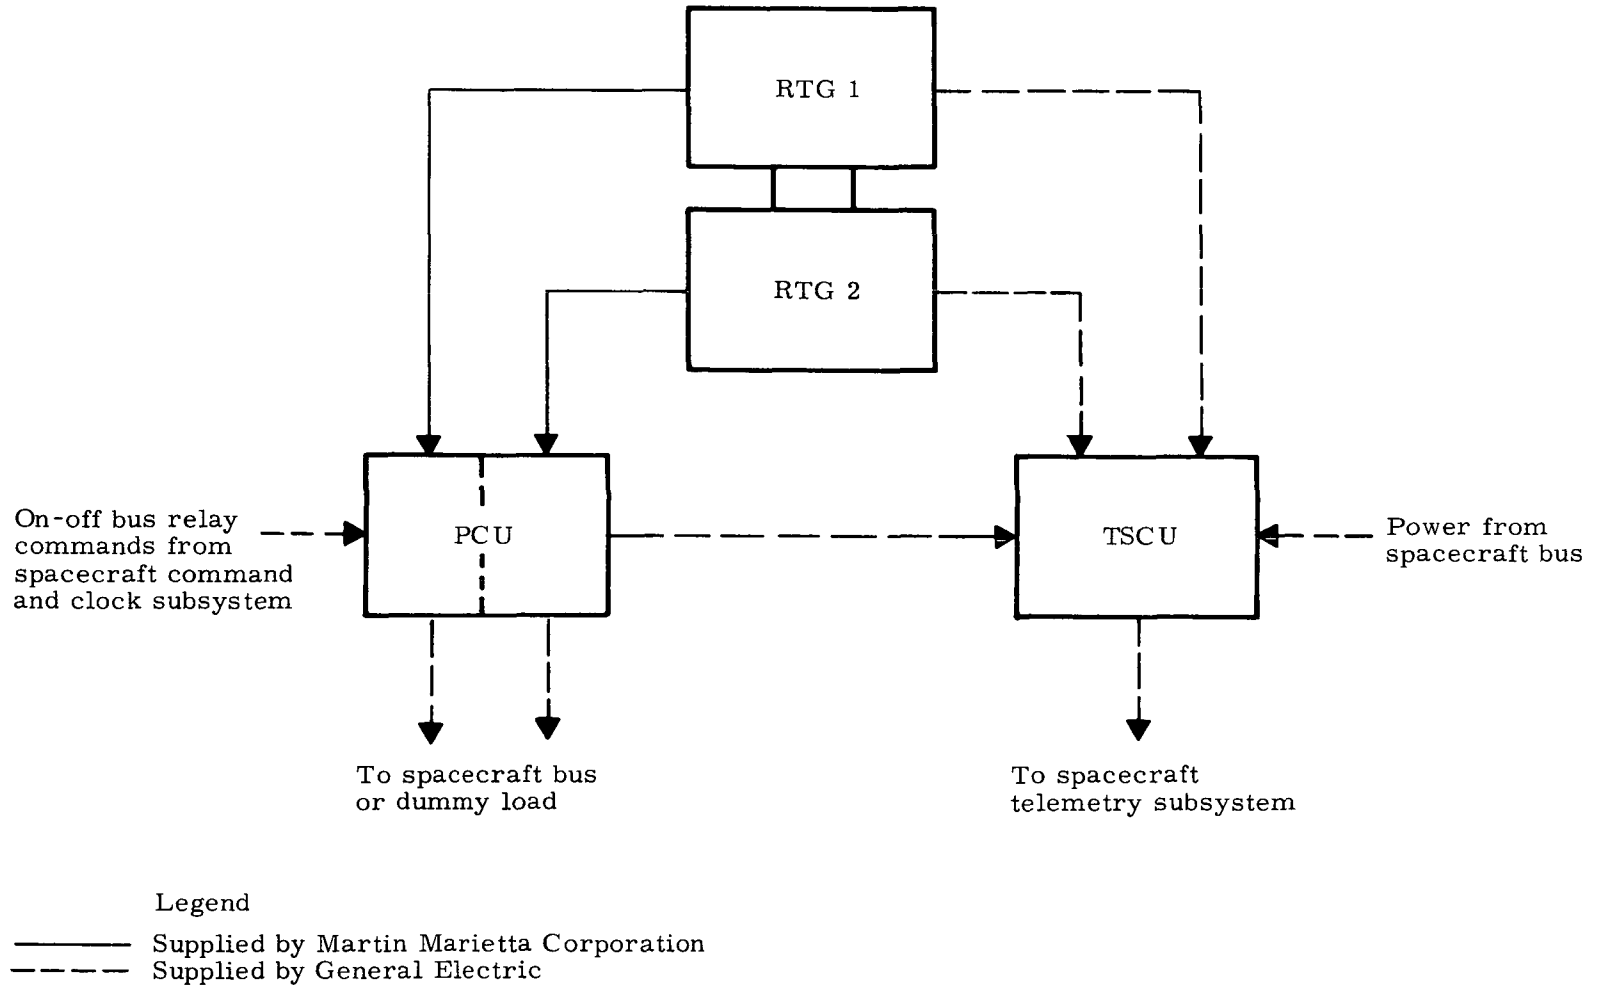 RTG 1
RTG 2
On-off bus relay
commands from
spacecraft command
and clock subsystem
PCU
TSCU
Power from
spacecraft bus
To spacecraft bus
or dummy load
To spacecraft
telemetry subsystem
Legend
Supplied by Martin Marietta Corporation
Supplied by General Electric